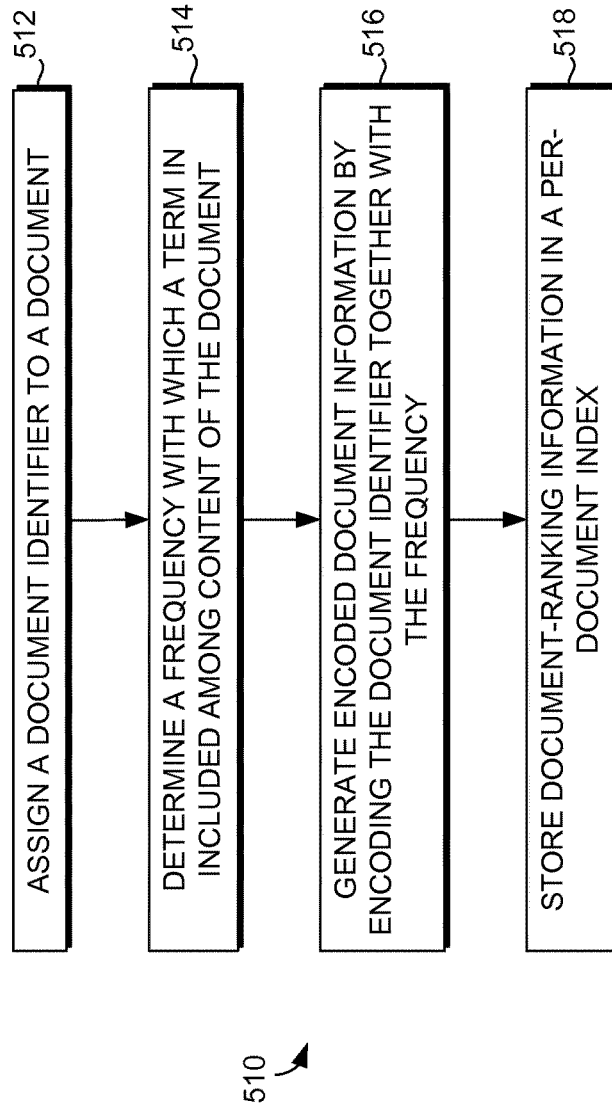 510
ASSIGN A DOCUMENT IDENTIFIER TO A DOCUMENT
512
DETERMINE A FREQUENCY WITH WHICH A TERM IN
INCLUDED AMONG CONTENT OF THE DOCUMENT
514
GENERATE ENCODED DOCUMENT INFORMATION BY
ENCODING THE DOCUMENT IDENTIFIER TOGETHER WITH
THE FREQUENCY
516
STORE DOCUMENT-RANKING INFORMATION IN A PER-
DOCUMENT INDEX
518